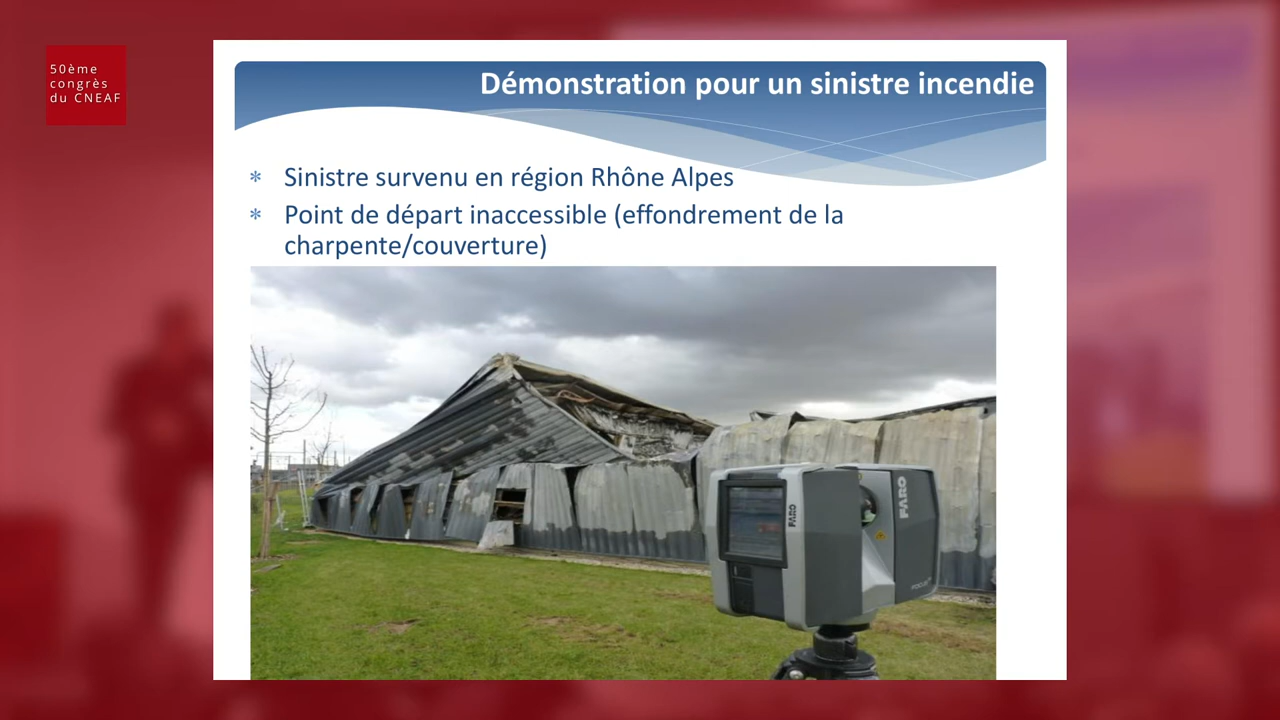 50ème
congrès
du CNEAF
Démonstration pour un sinistre incendie
* Sinistre survenu en région Rhône Alpes
* Point de départ inaccessible (effondrement de la
charpente/couverture)
FARO
FARO